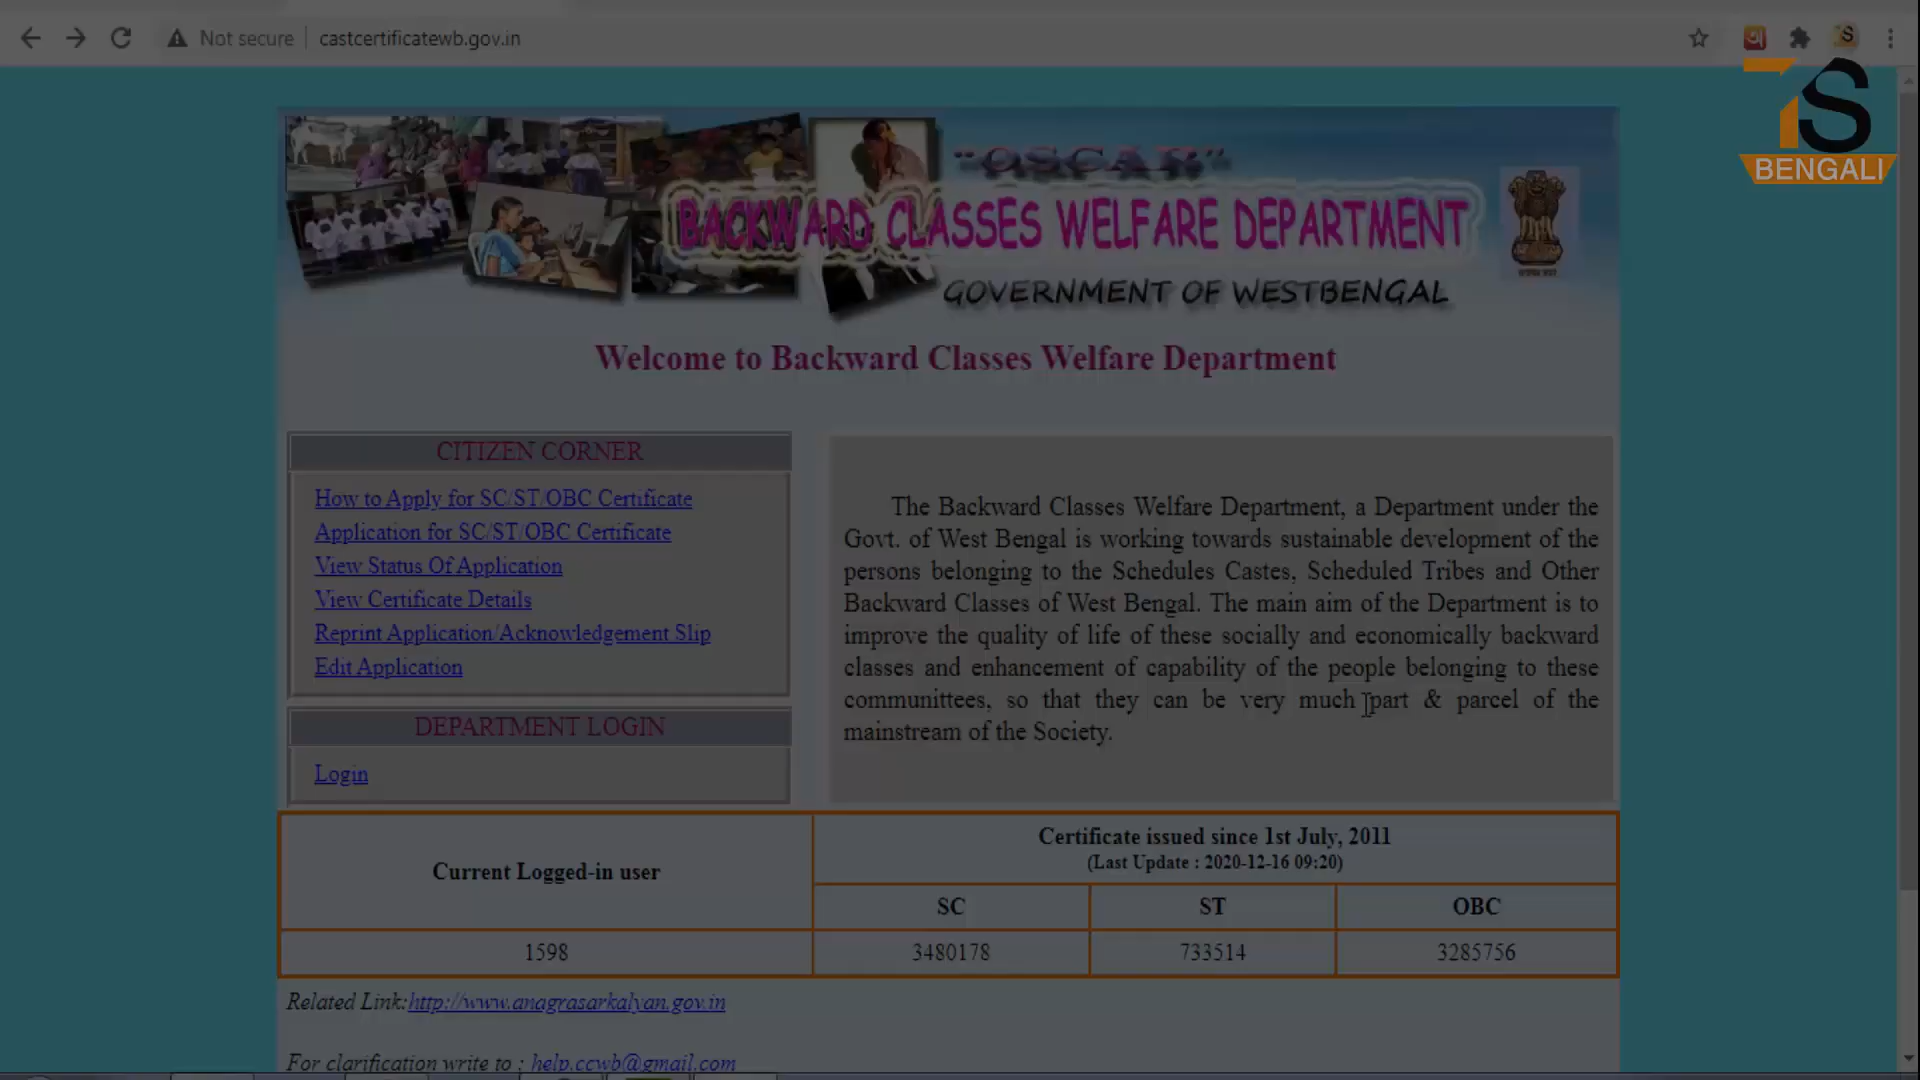 Not secure
castcertificatewb.gov.in
S
BENGALI
"OSCAR"
BACKWARD CLASSES WELFARE DEPARTMENT
GOVERNMENT OF WESTBENGAL
Welcome to Backward Classes Welfare Department
CITIZEN CORNER
How to Apply for SC/ST/OBC Certificate
Application for SC/ST/OBC Certificate
View Status Of Application
View Certificate Details
Reprint Application/Acknowledgement Slip
Edit Application
DEPARTMENT LOGIN
Login
The Backward Classes Welfare Department, a Department under the
Govt. of West Bengal is working towards sustainable development of the
persons belonging to the Schedules Castes, Scheduled Tribes and Other
Backward Classes of West Bengal. The main aim of the Department is to
improve the quality of life of these socially and economically backward
classes and enhancement of capability of the people belonging to these
communittees, so that they can be very much part & parcel of the
mainstream of the Society.
Current Logged-in user
Certificate issued since 1st July, 2011
(Last Update : 2020-12-16 09:20)
SC ST OBC
1598 3480178 733514 3285756
Related Link:http://www.anagrasarkalyan.gov.in
For clarification write to : help.ccwb@gmail.com